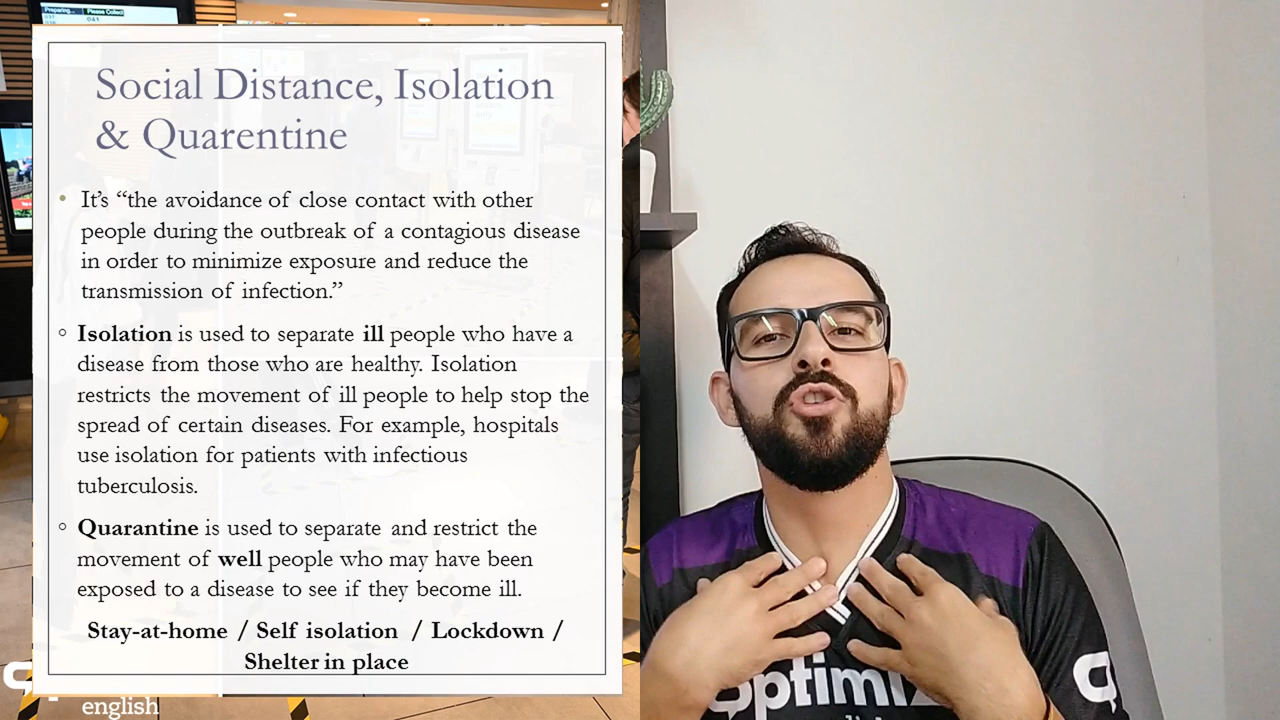 Preparing... Please Collect
041
Social Distance, Isolation
& Quarentine
It's “the avoidance of close contact with other
people during the outbreak of a contagious disease
in order to minimize exposure and reduce the
transmission of infection.”
Isolation is used to separate ill people who have a
disease from those who are healthy. Isolation
restricts the movement of ill people to help stop the
spread of certain diseases. For example, hospitals
use isolation for patients with infectious
tuberculosis.
Quarantine is used to separate and restrict the
movement of well people who may have been
exposed to a disease to see if they become ill.
Stay-at-home / Self isolation / Lockdown /
Shelter in place
english